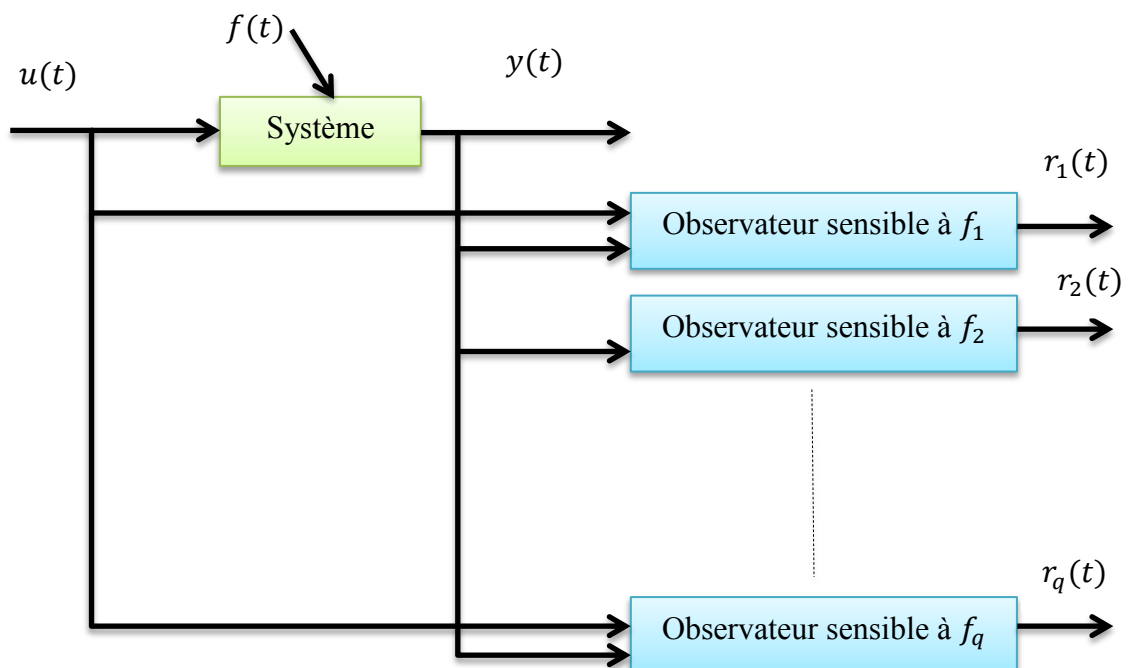 f(t)
u(t)
y(t)
Système
r₁(t)
Observateur sensible à f₁
r₂(t)
Observateur sensible à f₂
r_q(t)
Observateur sensible à f_q